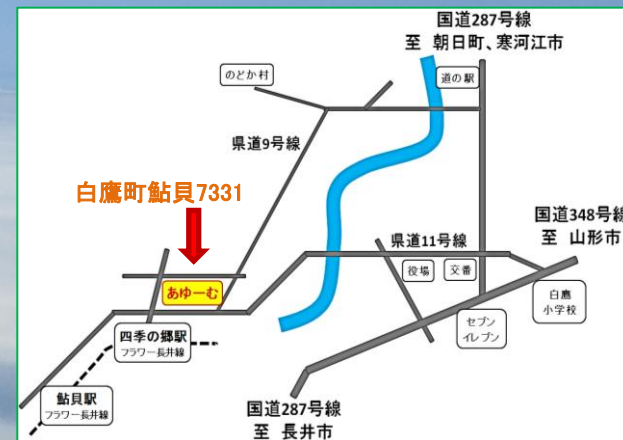 国道287号線
至 朝日町、寒河江市
のどか村
道の駅
県道9号線
白鷹町鮎貝7331
国道348号線
至 山形市
県道11号線
役場
交番
あゆーむ
白鷹
小学校
セブン
イレブン
四季の郷駅
フラワー長井線
鮎貝駅
フラワー長井線
国道287号線
至 長井市